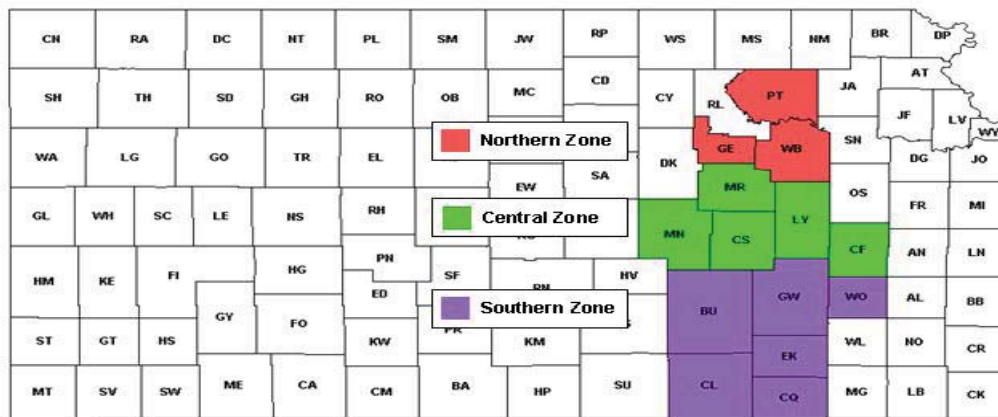 CN RA DC NT PL SM JW RP WS MS NM BR DP
SH TH SD GH RO OB MC CD CY RL PT JA AT
JF LV WY
Northern Zone
WA LG GO TR EL DK GE WB SN DG JO
EW SA MR OS
GL WH SC LE NS RH FR MI
Central Zone
MN CS LY CF
HM KE FI HG PN SF HV AN LN
ED
Southern Zone
GY FO BU GW WO AL BB
ST GT HS KW KM EK WL NO CR
MT SV SW ME CA CM BA HP SU CL CQ MG LB CK